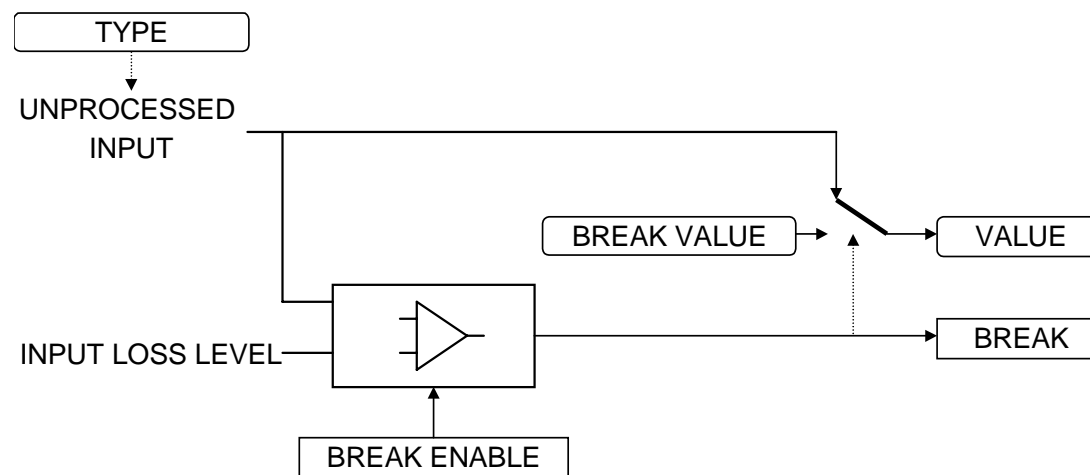 TYPE
UNPROCESSED
INPUT
BREAK VALUE
VALUE
INPUT LOSS LEVEL
BREAK
BREAK ENABLE